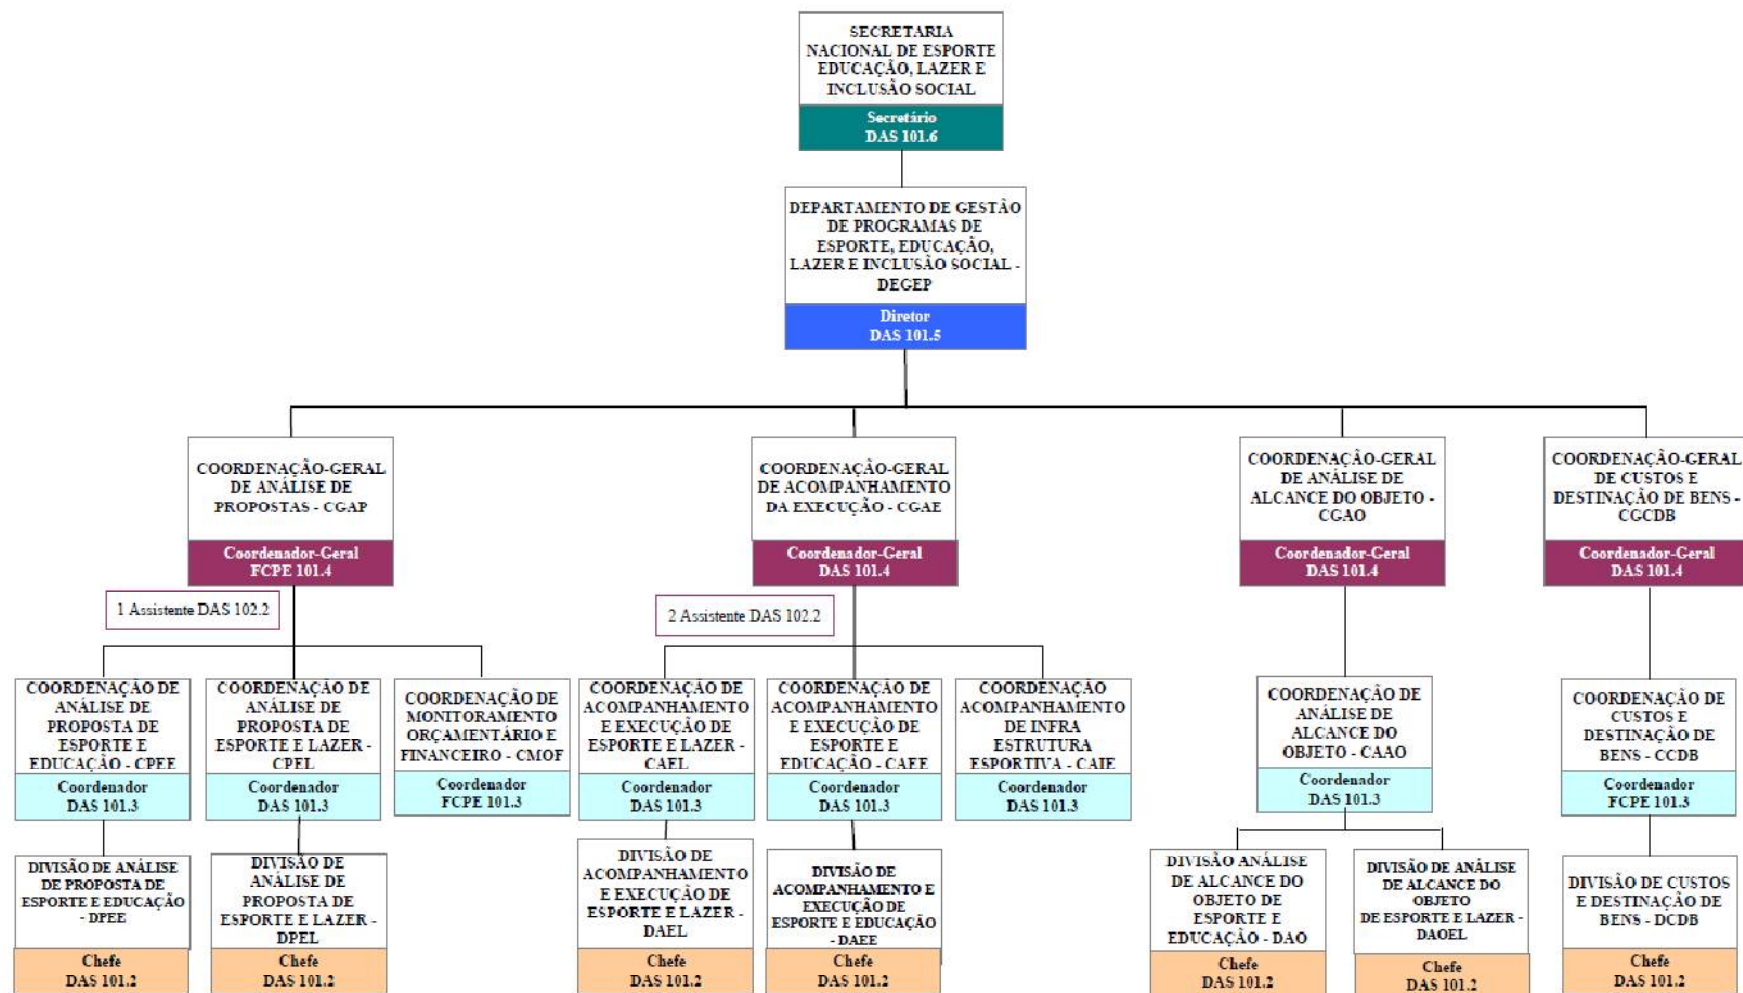 SECRETARIA
NACIONAL DE ESPORTE
EDUCAÇÃO, LAZER E
INCLUSÃO SOCIAL
Secretário
DAS 101.6
DEPARTAMENTO DE GESTÃO
DE PROGRAMAS DE
ESPORTE, EDUCAÇÃO,
LAZER E INCLUSÃO SOCIAL -
DEGEP
Diretor
DAS 101.5
COORDENAÇÃO-GERAL
DE ANÁLISE DE
PROPOSTAS - CGAP
Coordenador-Geral
FCPE 101.4
COORDENAÇÃO-GERAL
DE ACOMPANHAMENTO
DA EXECUÇÃO - CGAE
Coordenador-Geral
DAS 101.4
COORDENAÇÃO-GERAL
DE ANÁLISE DE
ALCANCE DO OBJETO -
CGAO
Coordenador-Geral
DAS 101.4
COORDENAÇÃO-GERAL
DE CUSTOS E
DESTINAÇÃO DE BENS -
CGCDB
Coordenador-Geral
DAS 101.4
1 Assistente DAS 102.2
2 Assistente DAS 102.2
COORDENAÇÃO DE
ANÁLISE DE
PROPOSTA DE
ESPORTE E
EDUCAÇÃO - CPEE
Coordenador
DAS 101.3
COORDENAÇÃO DE
ANÁLISE DE
PROPOSTA DE
ESPORTE E LAZER -
CPEL
Coordenador
DAS 101.3
COORDENAÇÃO DE
MONITORAMENTO
ORÇAMENTÁRIO E
FINANCEIRO - CMOF
Coordenador
FCPE 101.3
COORDENAÇÃO DE
ACOMPANHAMENTO
E EXECUÇÃO DE
ESPORTE E LAZER -
CAEL
Coordenador
DAS 101.3
COORDENAÇÃO DE
ACOMPANHAMENTO
E EXECUÇÃO DE
ESPORTE E
EDUCAÇÃO - CAEE
Coordenador
DAS 101.3
COORDENAÇÃO
ACOMPANHAMENTO
DE INFRA
ESTRUTURA
ESPORTIVA - CAIE
Coordenador
DAS 101.3
COORDENAÇÃO DE
ANÁLISE DE
ALCANCE DO
OBJETO - CAAO
Coordenador
DAS 101.3
COORDENAÇÃO DE
CUSTOS E
DESTINAÇÃO DE
BENS - CCDB
Coordenador
FCPE 101.3
DIVISÃO DE ANÁLISE
DE PROPOSTA DE
ESPORTE E EDUCAÇÃO
- DPEE
Chefe
DAS 101.2
DIVISÃO DE
ANÁLISE DE
PROPOSTA DE
ESPORTE E LAZER -
DPEL
Chefe
DAS 101.2
DIVISÃO DE
ACOMPANHAMENTO
E EXECUÇÃO DE
ESPORTE E LAZER -
DAEL
Chefe
DAS 101.2
DIVISÃO DE
ACOMPANHAMENTO E
EXECUÇÃO DE
ESPORTE E EDUCAÇÃO
- DAEE
Chefe
DAS 101.2
DIVISÃO ANÁLISE
DE ALCANCE DO
OBJETO DE
ESPORTE E
EDUCAÇÃO - DAO
Chefe
DAS 101.2
DIVISÃO DE ANÁLISE
DE ALCANCE DO
OBJETO
DE ESPORTE E LAZER -
DAOEL
Chefe
DAS 101.2
DIVISÃO DE CUSTOS
E DESTINAÇÃO DE
BENS - DCDB
Chefe
DAS 101.2